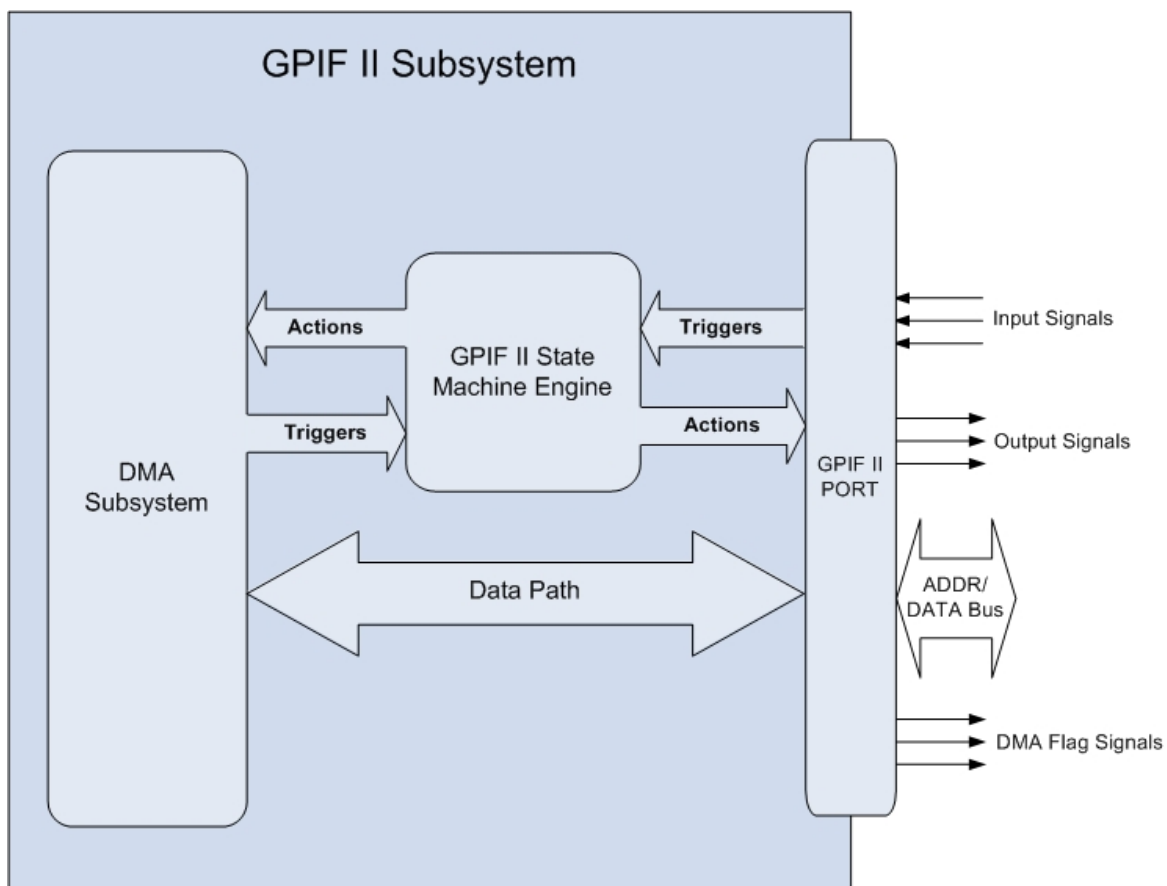 GPIF II Subsystem
Actions
Triggers
Input Signals
GPIF II State
Machine Engine
Triggers
Actions
Output Signals
DMA
Subsystem
GPIF II
PORT
Data Path
ADDR/
DATA Bus
DMA Flag Signals